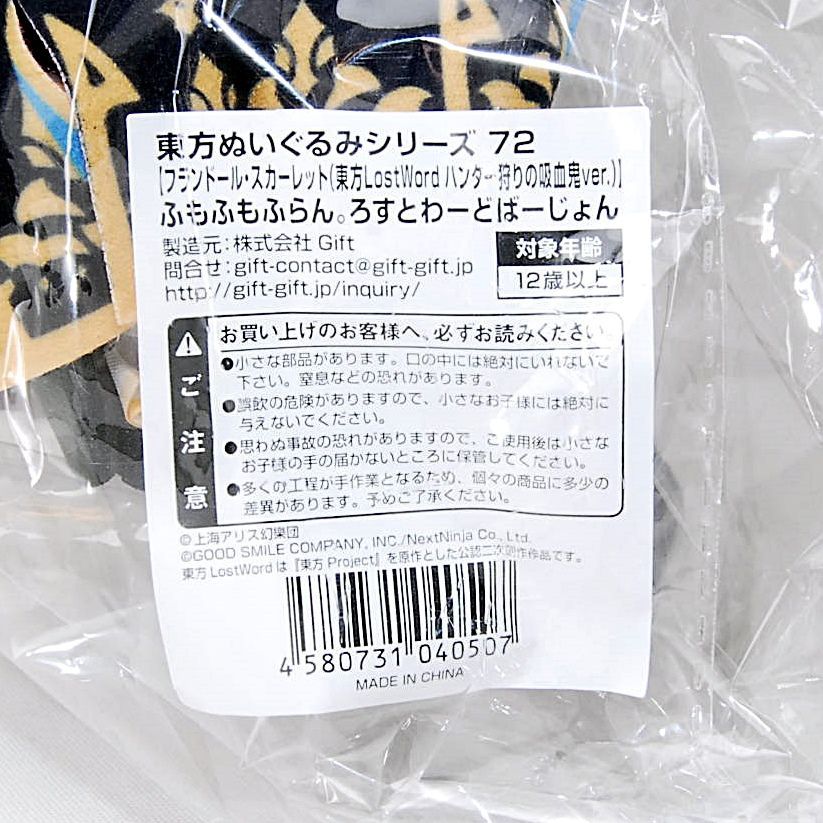 東方ぬいぐるみシリーズ 72
【フランドール・スカーレット(東方LostWord ハンター 狩りの吸血鬼ver.)】
ふもふもふらん。ろすとわーどばーじょん
製造元:株式会社 Gift
問合せ:gift-contact@gift-gift.jp
http://gift-gift.jp/inquiry/
対象年齢
12歳以上
ご注意
お買い上げのお客様へ、必ずお読みください。
●小さな部品があります。口の中には絶対にいれないで
下さい。窒息などの恐れがあります。
●誤飲の危険がありますので、小さなお子様には絶対に
与えないでください。
●思わぬ事故の恐れがありますので、ご使用後は小さな
お子様の手の届かないところに保管してください。
●多くの工程が手作業となるため、個々の商品に多少の
差異があります。予めご了承ください。
©上海アリス幻樂団
©GOOD SMILE COMPANY, INC./NextNinja Co., Ltd.
東方 LostWord は『東方 Project』を原作とした公認二次創作作品です。
4 580731 040507
MADE IN CHINA